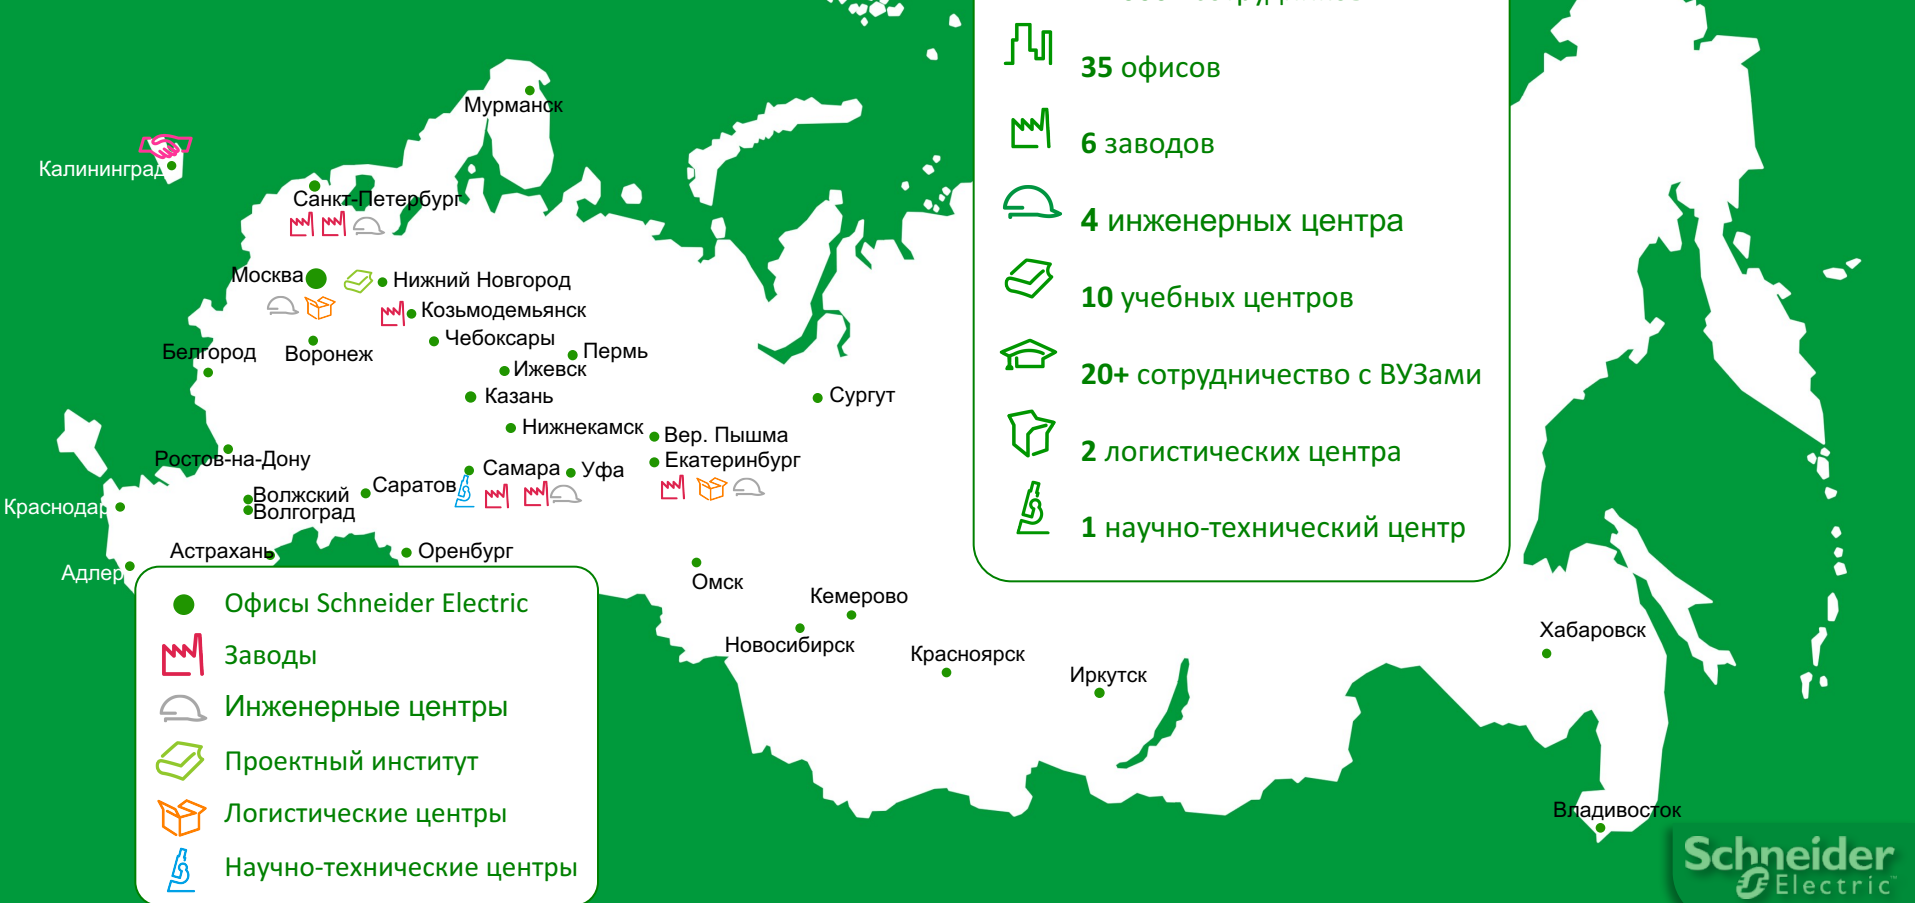 35 офисов
Мурманск
6 заводов
Калининград
Санкт-Петербург
4 инженерных центра
Москва
Нижний Новгород
10 учебных центров
Козьмодемьянск
Чебоксары
Белгород
Воронеж
Пермь
Ижевск
20+ сотрудничество с ВУЗами
Казань
Сургут
Нижнекамск
Вер. Пышма
2 логистических центра
Ростов-на-Дону
Самара
Уфа
Екатеринбург
Саратов
Волжский
Краснодар
Волгоград
1 научно-технический центр
Астрахань
Оренбург
Адлер
Омск
Кемерово
Новосибирск
Красноярск
Иркутск
Хабаровск
Владивосток
Офисы Schneider Electric
Заводы
Инженерные центры
Проектный институт
Логистические центры
Научно-технические центры
Schneider
Electric™